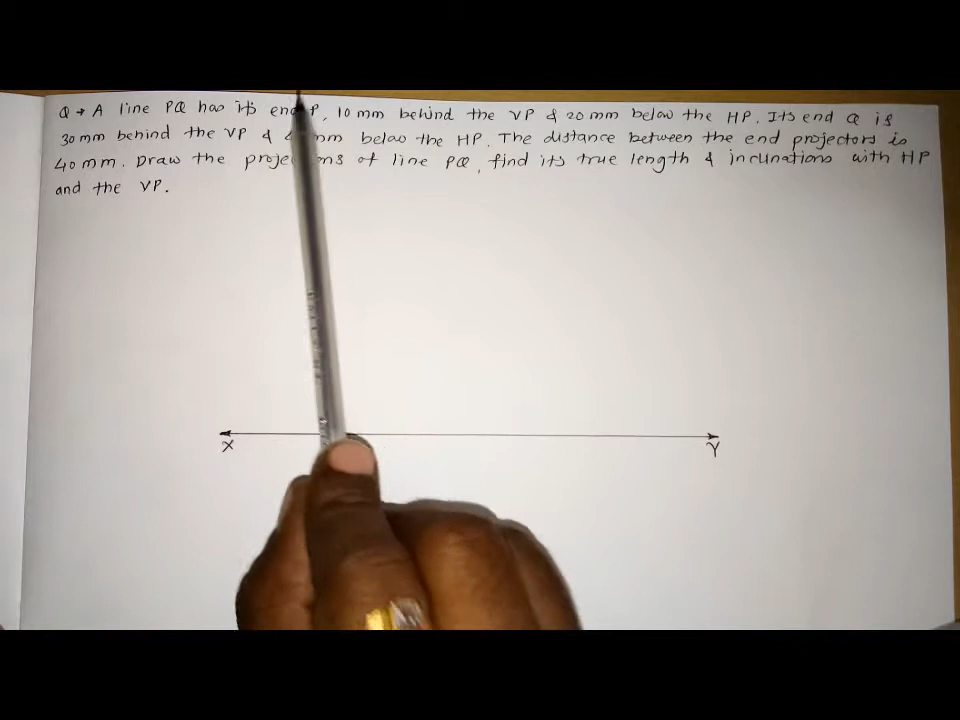 Q → A line PQ has its end P, 10 mm behind the VP & 20 mm below the HP. Its end Q is
30 mm behind the VP & mm below the HP. The distance between the end projectors is
40 mm. Draw the projections of line PQ, find its true length & inclinations with HP
and the VP.
X Y